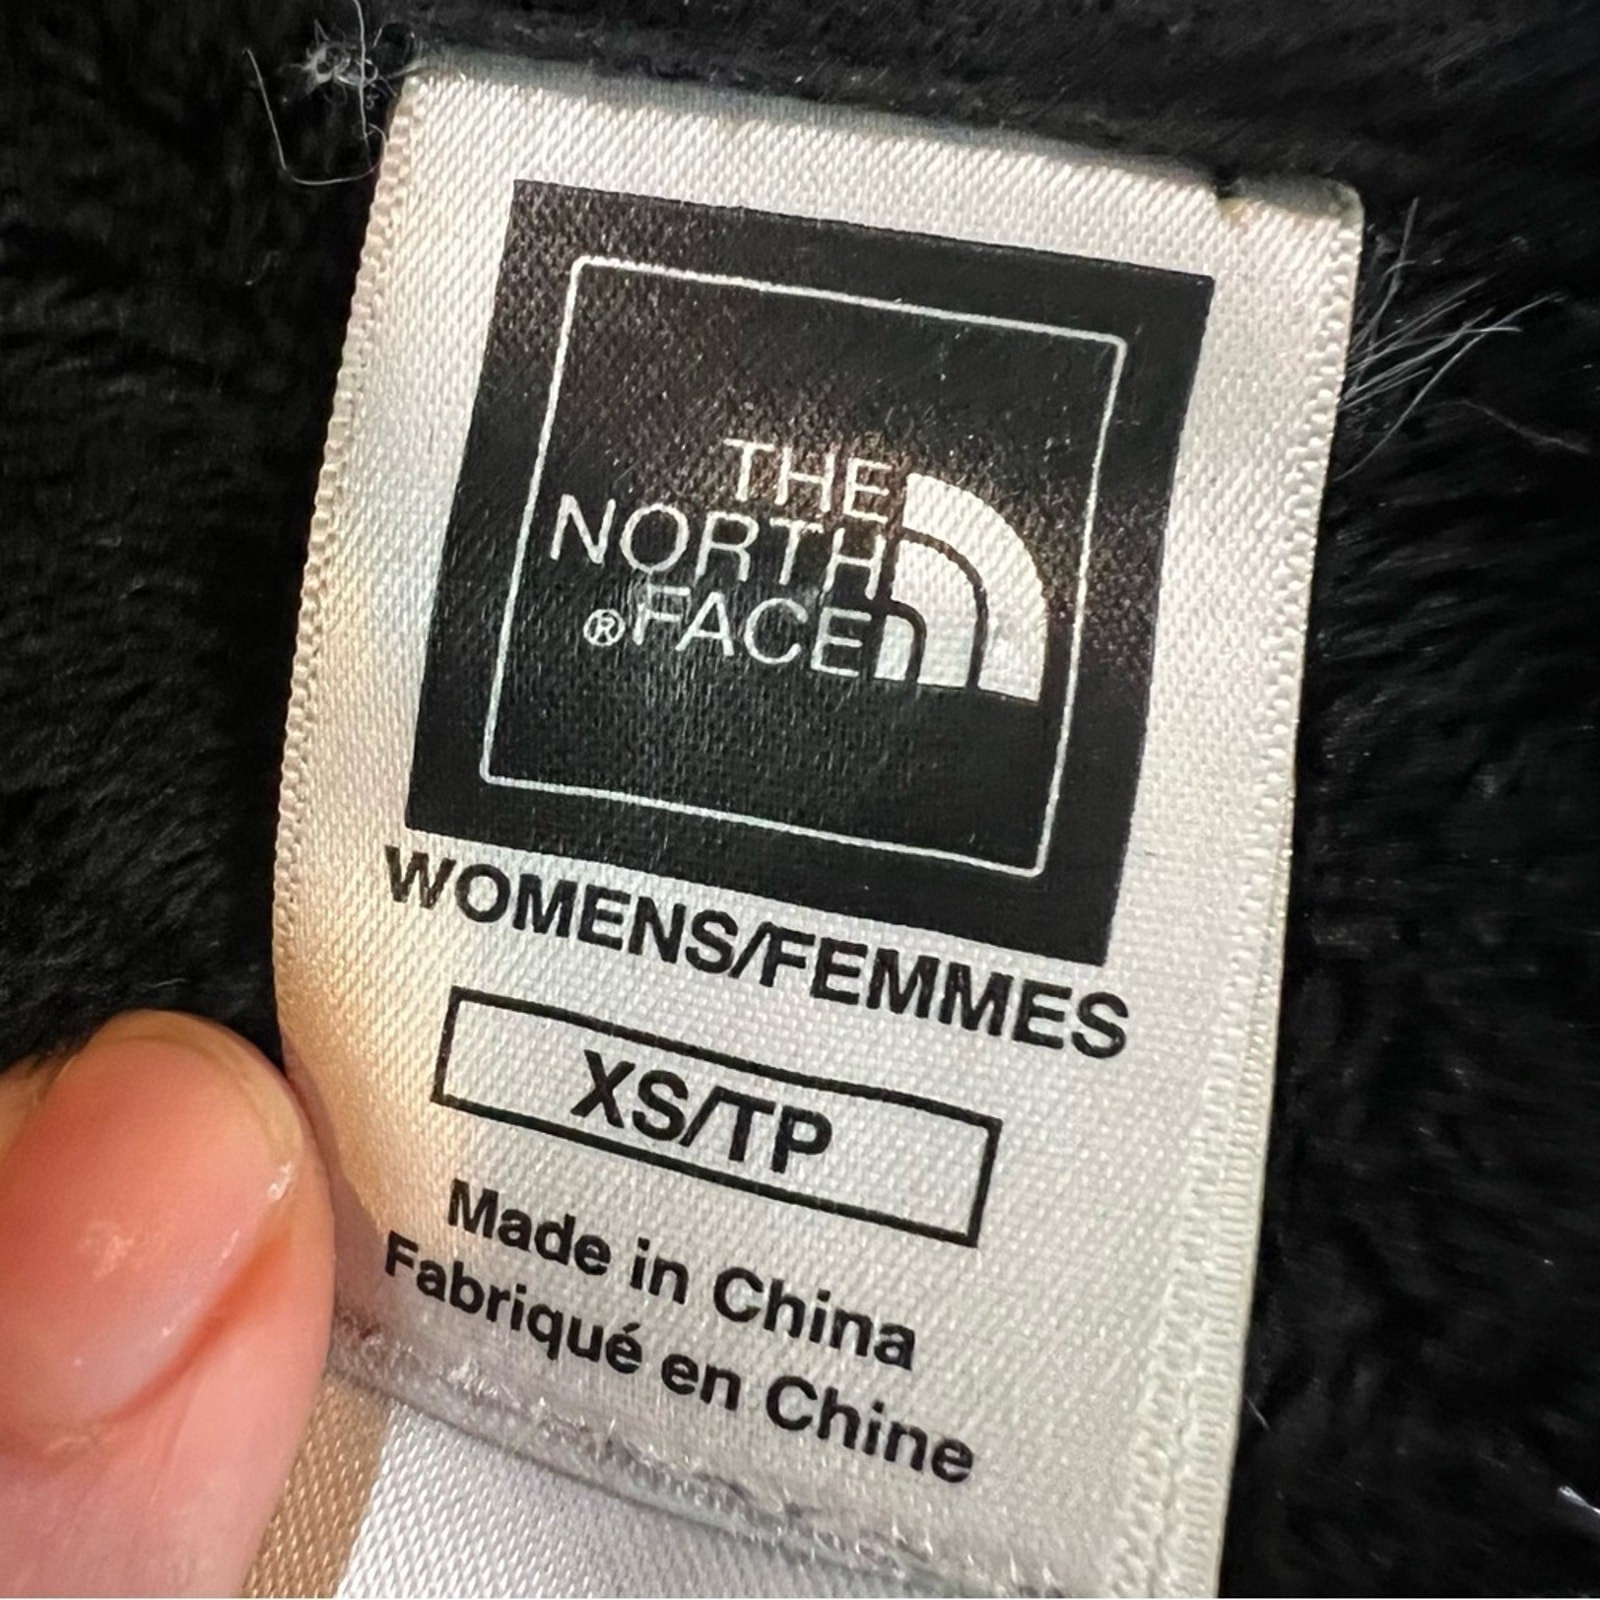 THE
NORTH
®FACE
WOMENS/FEMMES
XS/TP
Made in China
Fabriqué en Chine